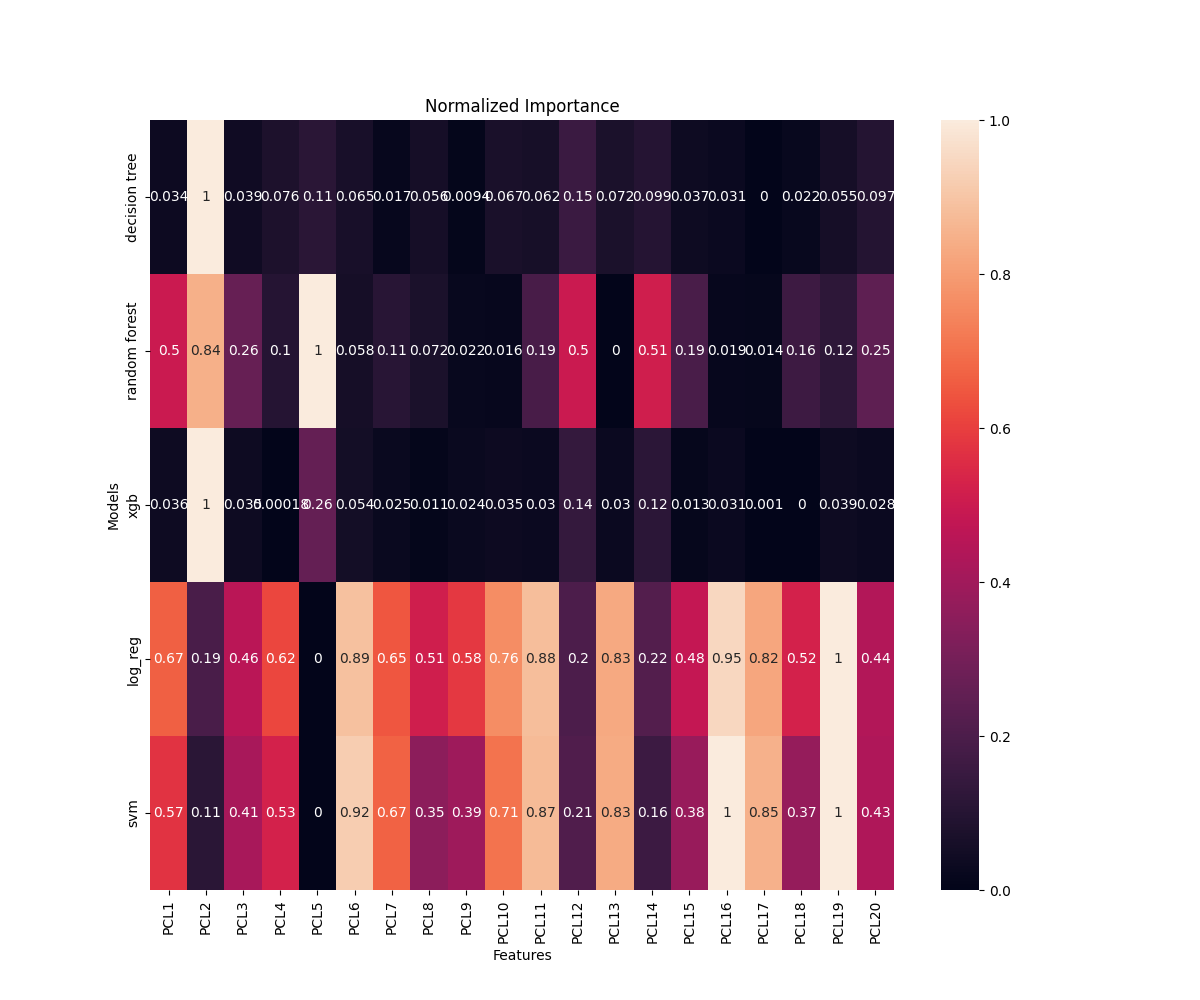 Normalized Importance
decision tree
0.034 1 0.039 0.076 0.11 0.065 0.017 0.056 0.0094 0.067 0.062 0.15 0.072 0.099 0.037 0.031 0 0.022 0.055 0.097
random forest
0.5 0.84 0.26 0.1 1 0.058 0.11 0.072 0.022 0.016 0.19 0.5 0 0.51 0.19 0.019 0.014 0.16 0.12 0.25
Models
xgb
0.036 1 0.035 0.00018 0.26 0.054 0.025 0.011 0.024 0.035 0.03 0.14 0.03 0.12 0.013 0.031 0.001 0 0.039 0.028
log_reg
0.67 0.19 0.46 0.62 0 0.89 0.65 0.51 0.58 0.76 0.88 0.2 0.83 0.22 0.48 0.95 0.82 0.52 1 0.44
svm
0.57 0.11 0.41 0.53 0 0.92 0.67 0.35 0.39 0.71 0.87 0.21 0.83 0.16 0.38 1 0.85 0.37 1 0.43
PCL1 PCL2 PCL3 PCL4 PCL5 PCL6 PCL7 PCL8 PCL9 PCL10 PCL11 PCL12 PCL13 PCL14 PCL15 PCL16 PCL17 PCL18 PCL19 PCL20
Features
1.0
0.8
0.6
0.4
0.2
0.0